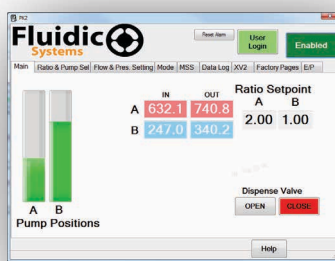 PK2
Fluidic
Systems
Reset Alarm
User
Login
Enabled
Main
Ratio & Pump Sel
Flow & Pres. Setting
Mode
MSS
Data Log
XV2
Factory Pages
E/P
IN OUT
A 632.1 740.8
B 247.0 340.2
Ratio Setpoint
A B
2.00 1.00
A B
Pump Positions
Dispense Valve
OPEN CLOSE
Help